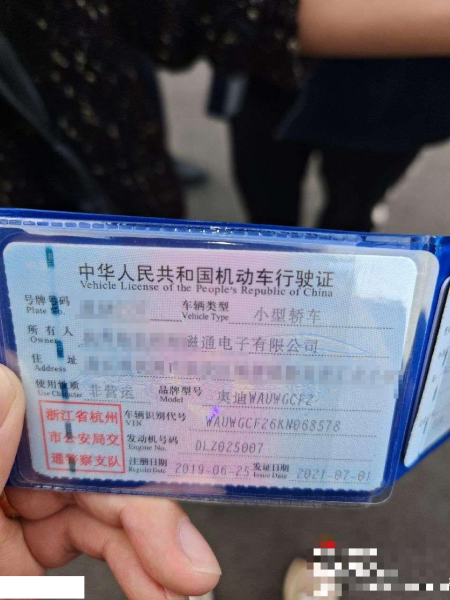 中华人民共和国机动车行驶证
Vehicle License of the People's Republic of China
号牌号码
Plate No.
车辆类型 小型轿车
Vehicle Type
所有人 滋通电子有限公司
Owner
住址
Address
使用性质 非营运 品牌型号 奥迪WAUWGCF2
Use Character Model
浙江省杭州
市公安局交
通警察支队
车辆识别代号 WAUWGCF26KN068578
VIN
发动机号码 DLZ025007
Engine No.
注册日期 2019-06-25 发证日期 2021-07-01
Register Date Issue Date